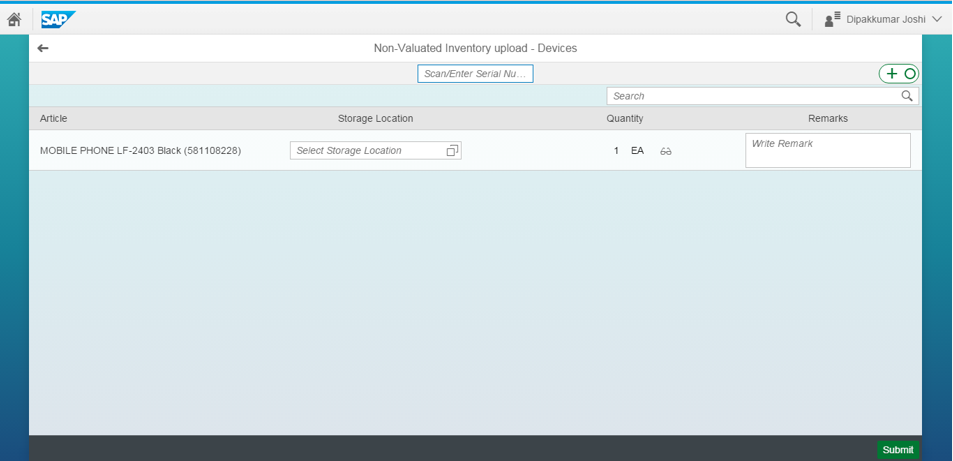 SAP
Dipakkumar Joshi
Non-Valuated Inventory upload - Devices
Scan/Enter Serial Nu...
Search
Article Storage Location Quantity Remarks
MOBILE PHONE LF-2403 Black (581108228) Select Storage Location 1 EA Write Remark
Submit